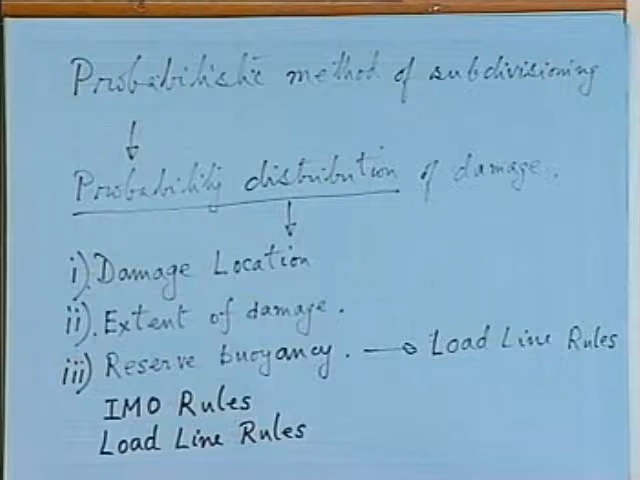 Probabilistic method of subdivisioning
Probability distribution of damage.
i). Damage Location
ii). Extent of damage.
iii) Reserve buoyancy. → Load Line Rules
IMO Rules
Load Line Rules